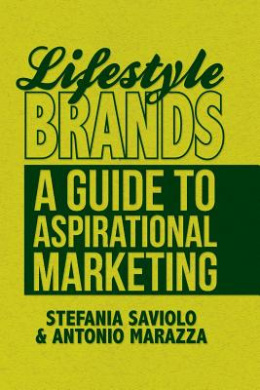 Lifestyle
BRANDS
A GUIDE TO
ASPIRATIONAL
MARKETING
STEFANIA SAVIOLO
& ANTONIO MARAZZA